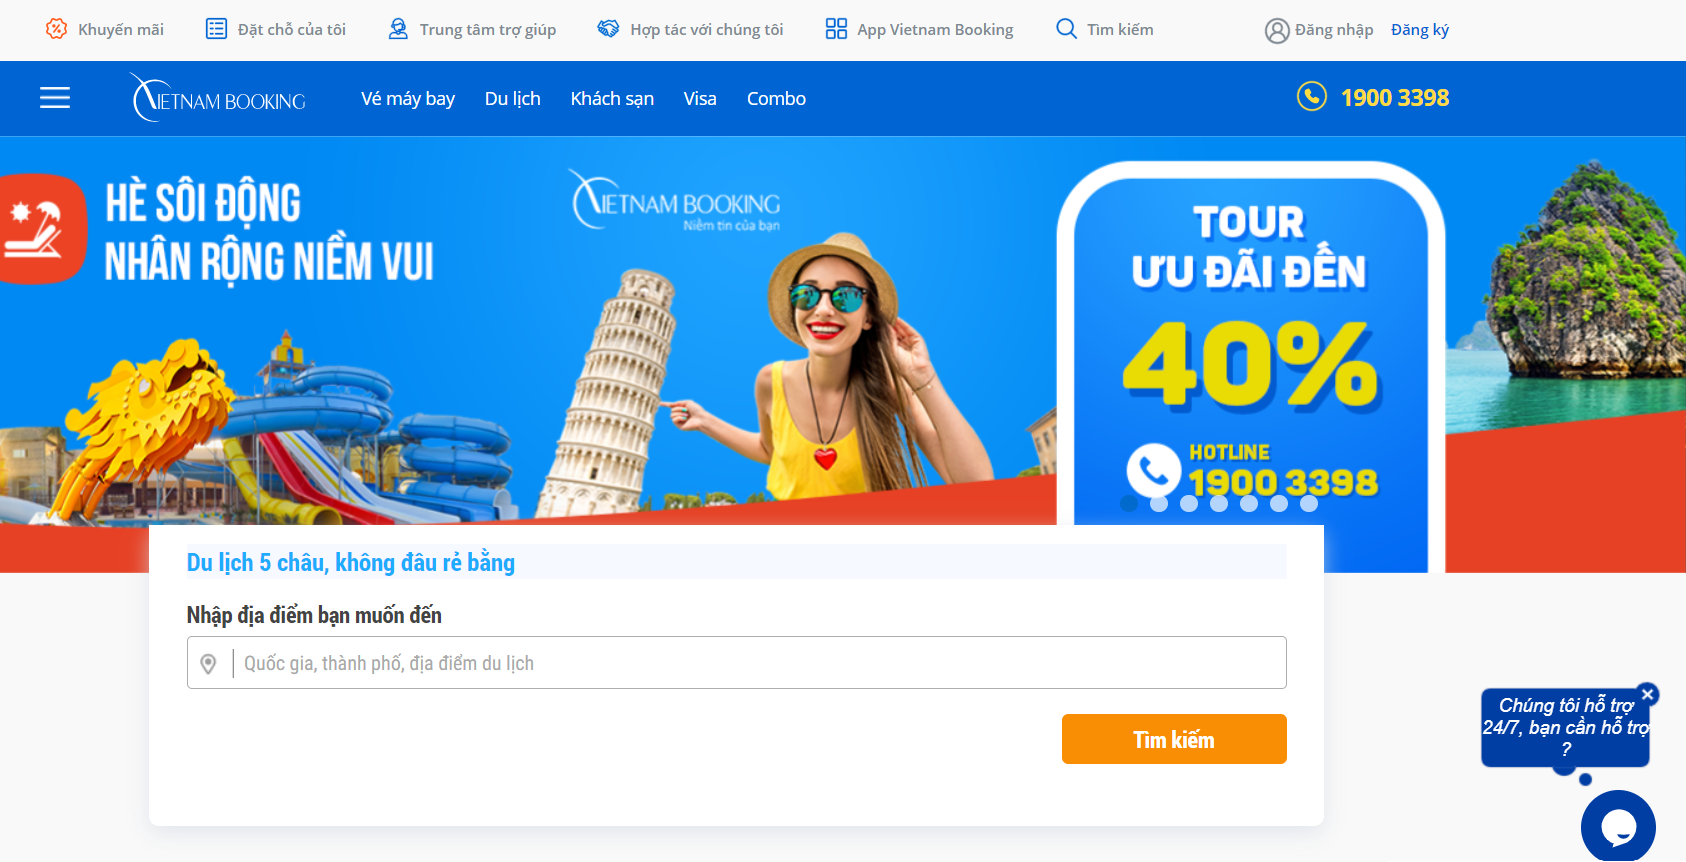 Khuyến mãi
Đặt chỗ của tôi
Trung tâm trợ giúp
Hợp tác với chúng tôi
App Vietnam Booking
Tìm kiếm
Đăng nhập
Đăng ký
VIETNAM BOOKING
Vé máy bay
Du lịch
Khách sạn
Visa
Combo
1900 3398
HÈ SÔI ĐỘNG
NHÂN RỘNG NIỀM VUI
VIETNAM BOOKING
Niềm tin của bạn
TOUR
ƯU ĐÃI ĐẾN
40%
HOTLINE
1900 3398
Du lịch 5 châu, không đâu rẻ bằng
Nhập địa điểm bạn muốn đến
Quốc gia, thành phố, địa điểm du lịch
Tìm kiếm
Chúng tôi hỗ trợ
24/7, bạn cần hỗ trợ
?